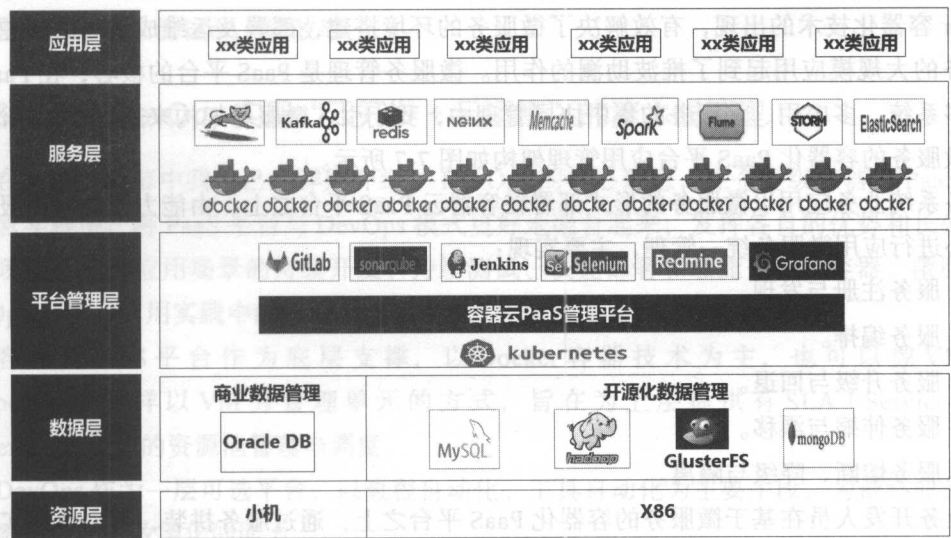 应用层
xx类应用 xx类应用 xx类应用 xx类应用 xx类应用 xx类应用
服务层
Kafka redis NGINX Memcache Spark Flume STORM ElasticSearch
docker docker docker docker docker docker docker docker docker docker docker docker
平台管理层
GitLab sonarqube Jenkins Se Selenium Redmine Grafana
容器云PaaS管理平台
kubernetes
数据层
商业数据管理 开源化数据管理
Oracle DB MySQL hadoop GlusterFS mongoDB
资源层
小机 X86